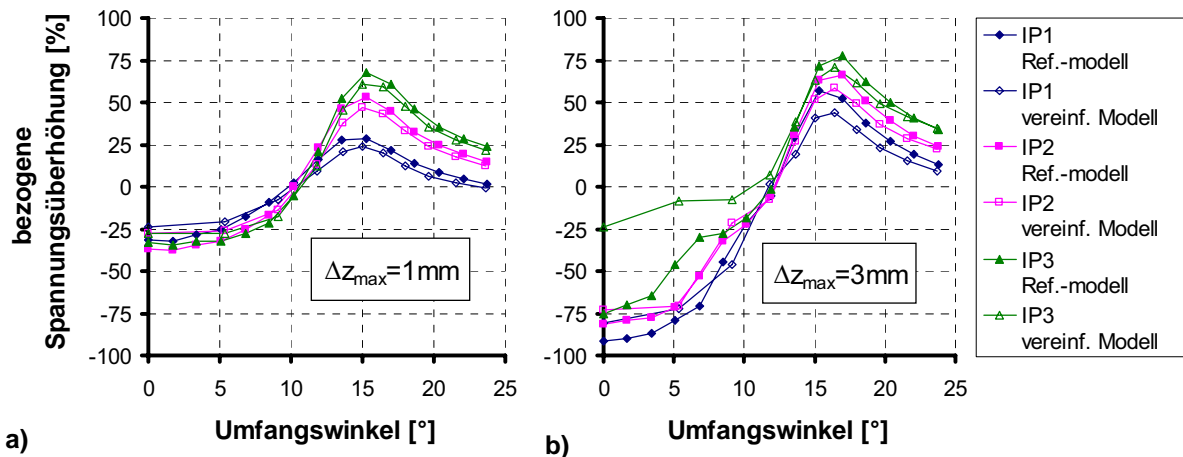 bezogene
Spannungsüberhöhung [%]
100
75
50
25
0
-25
-50
-75
-100
0 5 10 15 20 25
Δz_max=1mm
Umfangswinkel [°]
a)
100
75
50
25
0
-25
-50
-75
-100
0 5 10 15 20 25
Δz_max=3mm
Umfangswinkel [°]
b)
IP1
Ref.-modell
IP1
vereinf. Modell
IP2
Ref.-modell
IP2
vereinf. Modell
IP3
Ref.-modell
IP3
vereinf. Modell